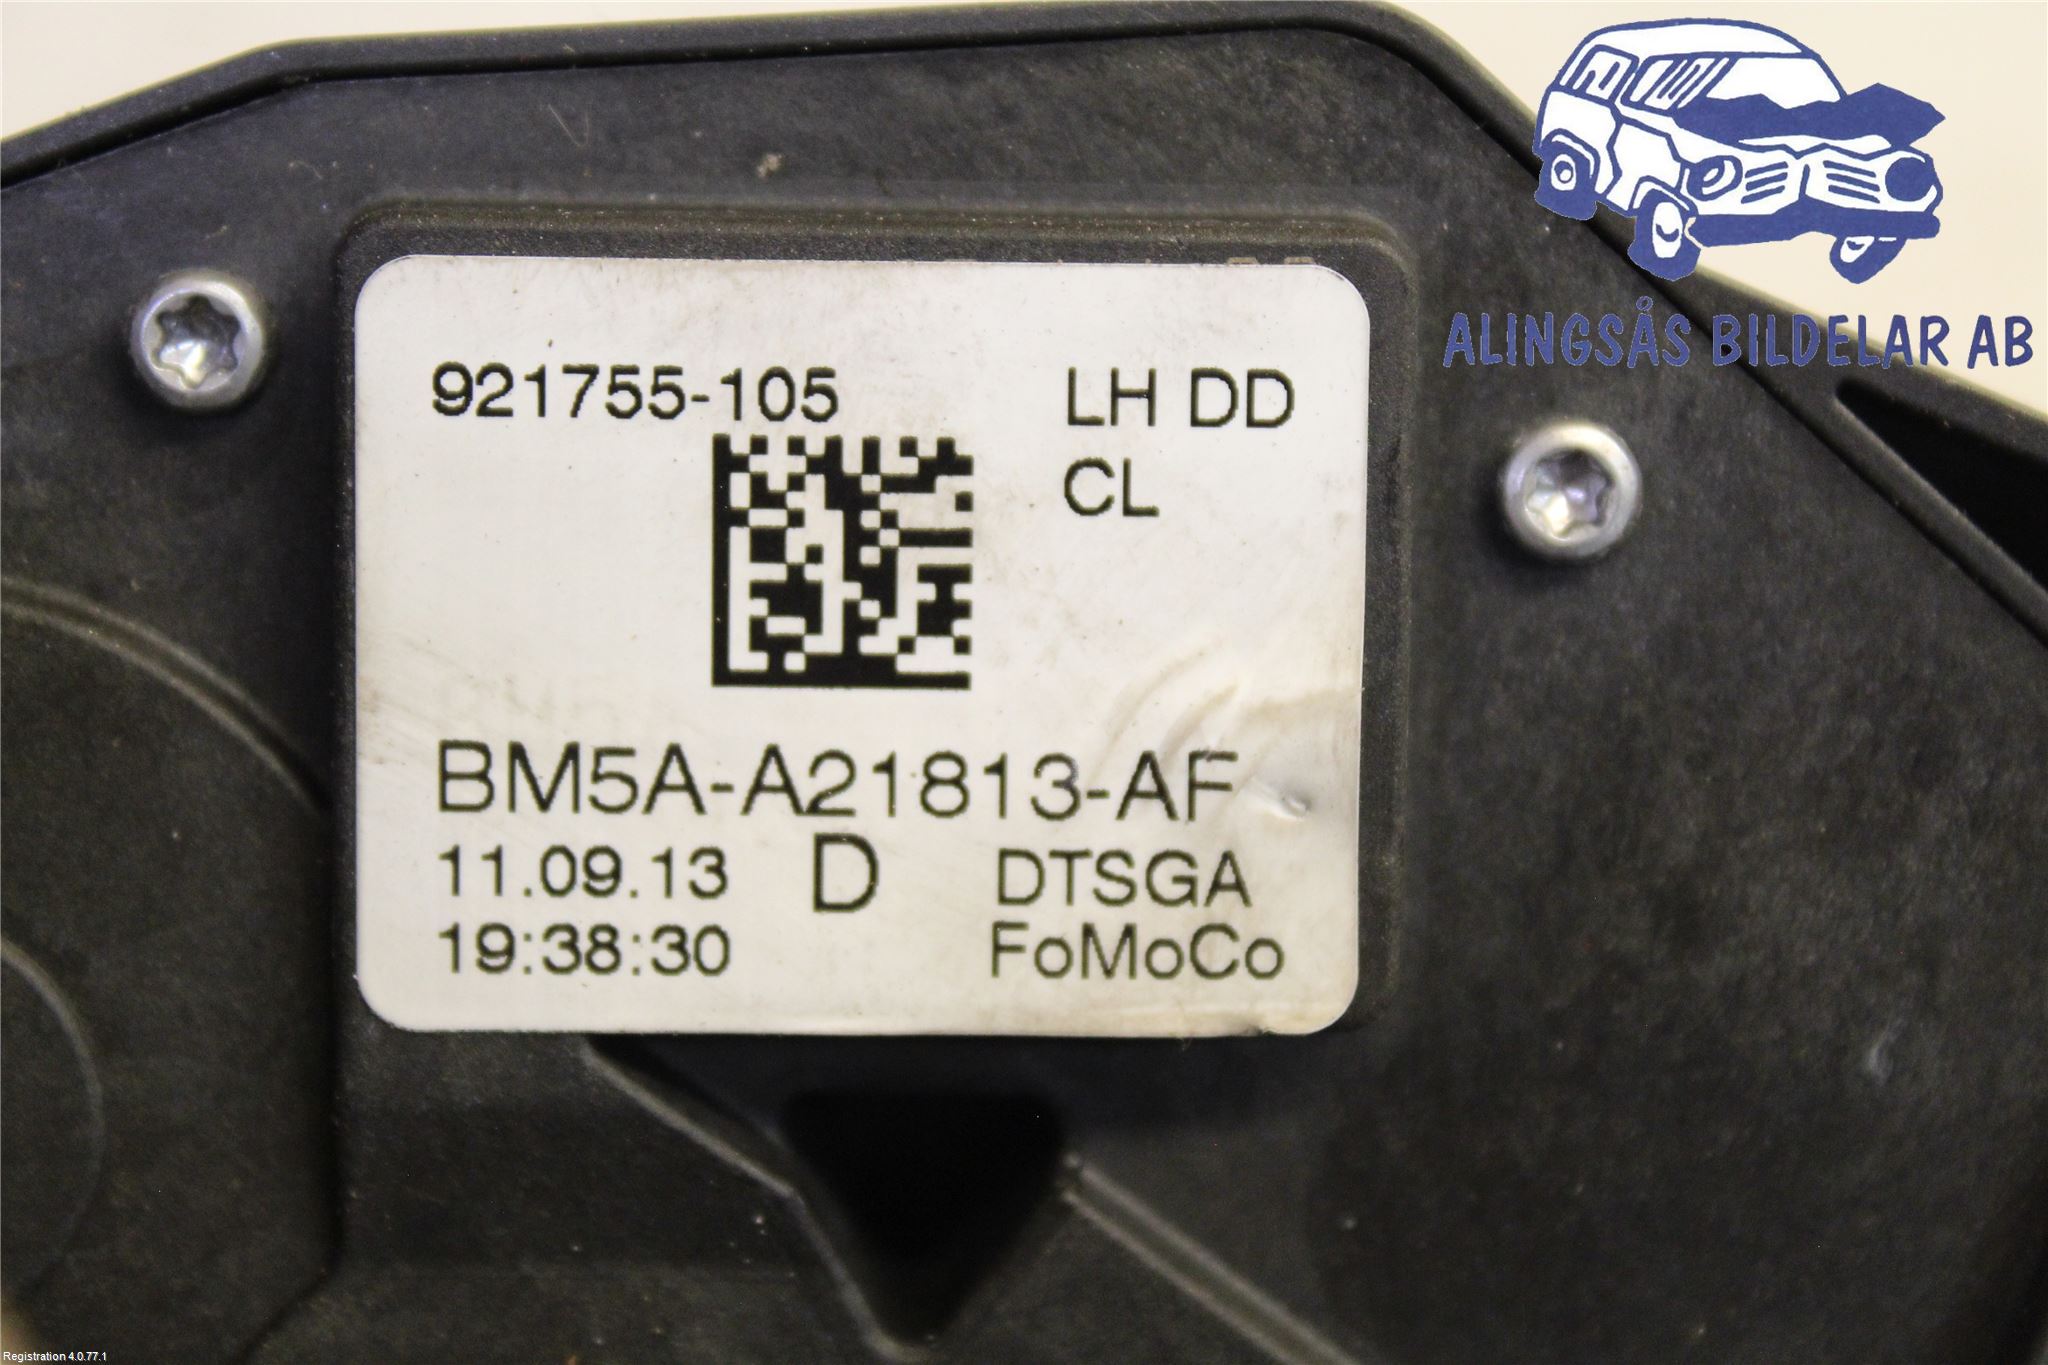 ALINGSÅS BILDELAR AB
921755-105 LH DD
CL
BM5A-A21813-AF
11.09.13 D DTSGA
19:38:30 FoMoCo
Registration 4.0.77.1